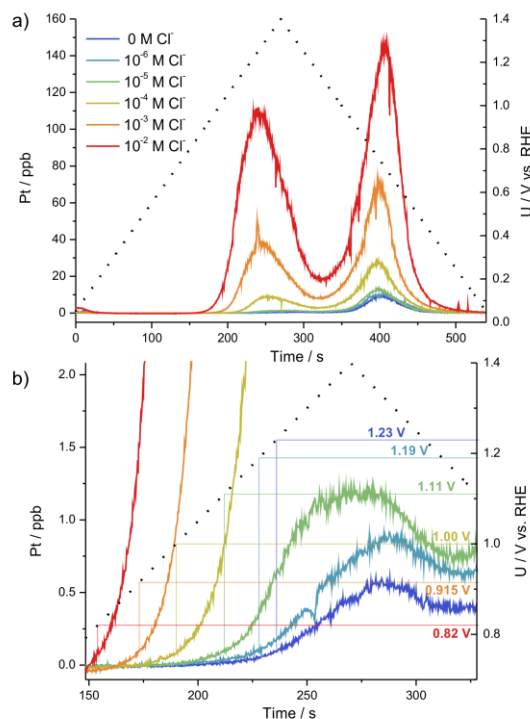 a)
160
140
120
100
80
60
40
20
0
Pt / ppb
0 M Cl⁻
10⁻⁶ M Cl⁻
10⁻⁵ M Cl⁻
10⁻⁴ M Cl⁻
10⁻³ M Cl⁻
10⁻² M Cl⁻
1.4
1.2
1.0
0.8
0.6
0.4
0.2
0.0
U / V vs. RHE
0 100 200 300 400 500
Time / s
b)
2.0
1.5
1.0
0.5
0.0
Pt / ppb
1.23 V
1.19 V
1.11 V
1.00 V
0.915 V
0.82 V
1.4
1.2
1.0
0.8
U / V vs. RHE
150 200 250 300
Time / s